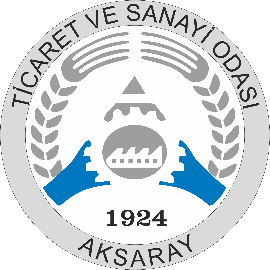 TİCARET VE SANAYİ ODASI
1924
AKSARAY